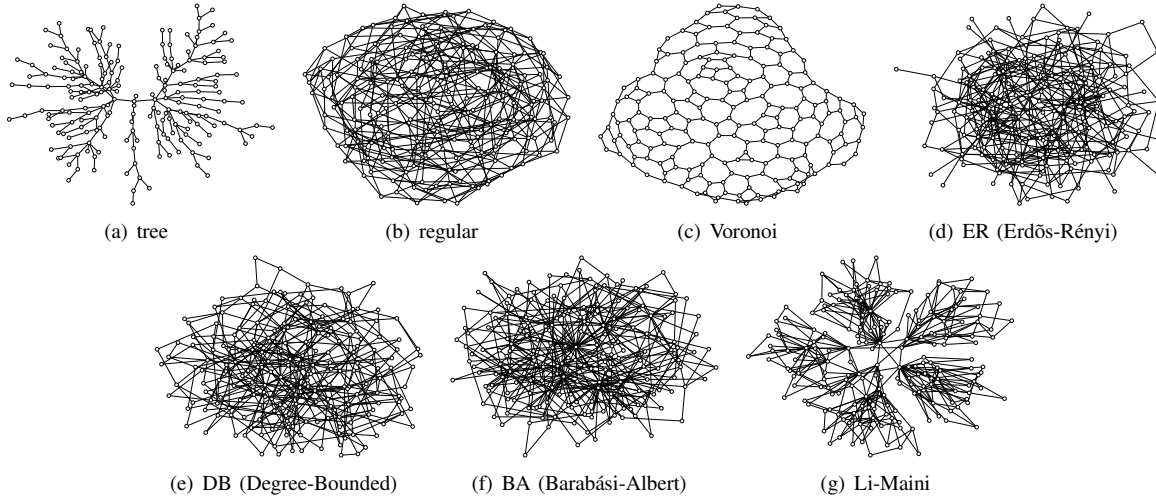 (a) tree
(b) regular
(c) Voronoi
(d) ER (Erdõs-Rényi)
(e) DB (Degree-Bounded)
(f) BA (Barabási-Albert)
(g) Li-Maini